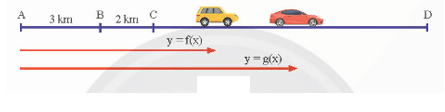 A B C D
3 km 2 km
y = f(x)
y = g(x)